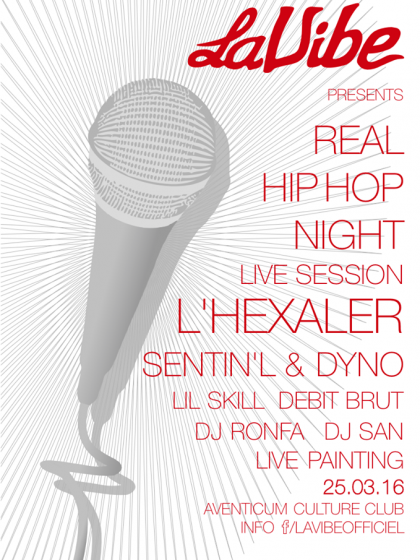 LaVibe
PRESENTS
REAL
HIP HOP
NIGHT
LIVE SESSION
L'HEXALER
SENTIN'L & DYNO
LIL SKILL DEBIT BRUT
DJ RONFA DJ SAN
LIVE PAINTING
25.03.16
AVENTICUM CULTURE CLUB
INFO f/LAVIBEOFFICIEL